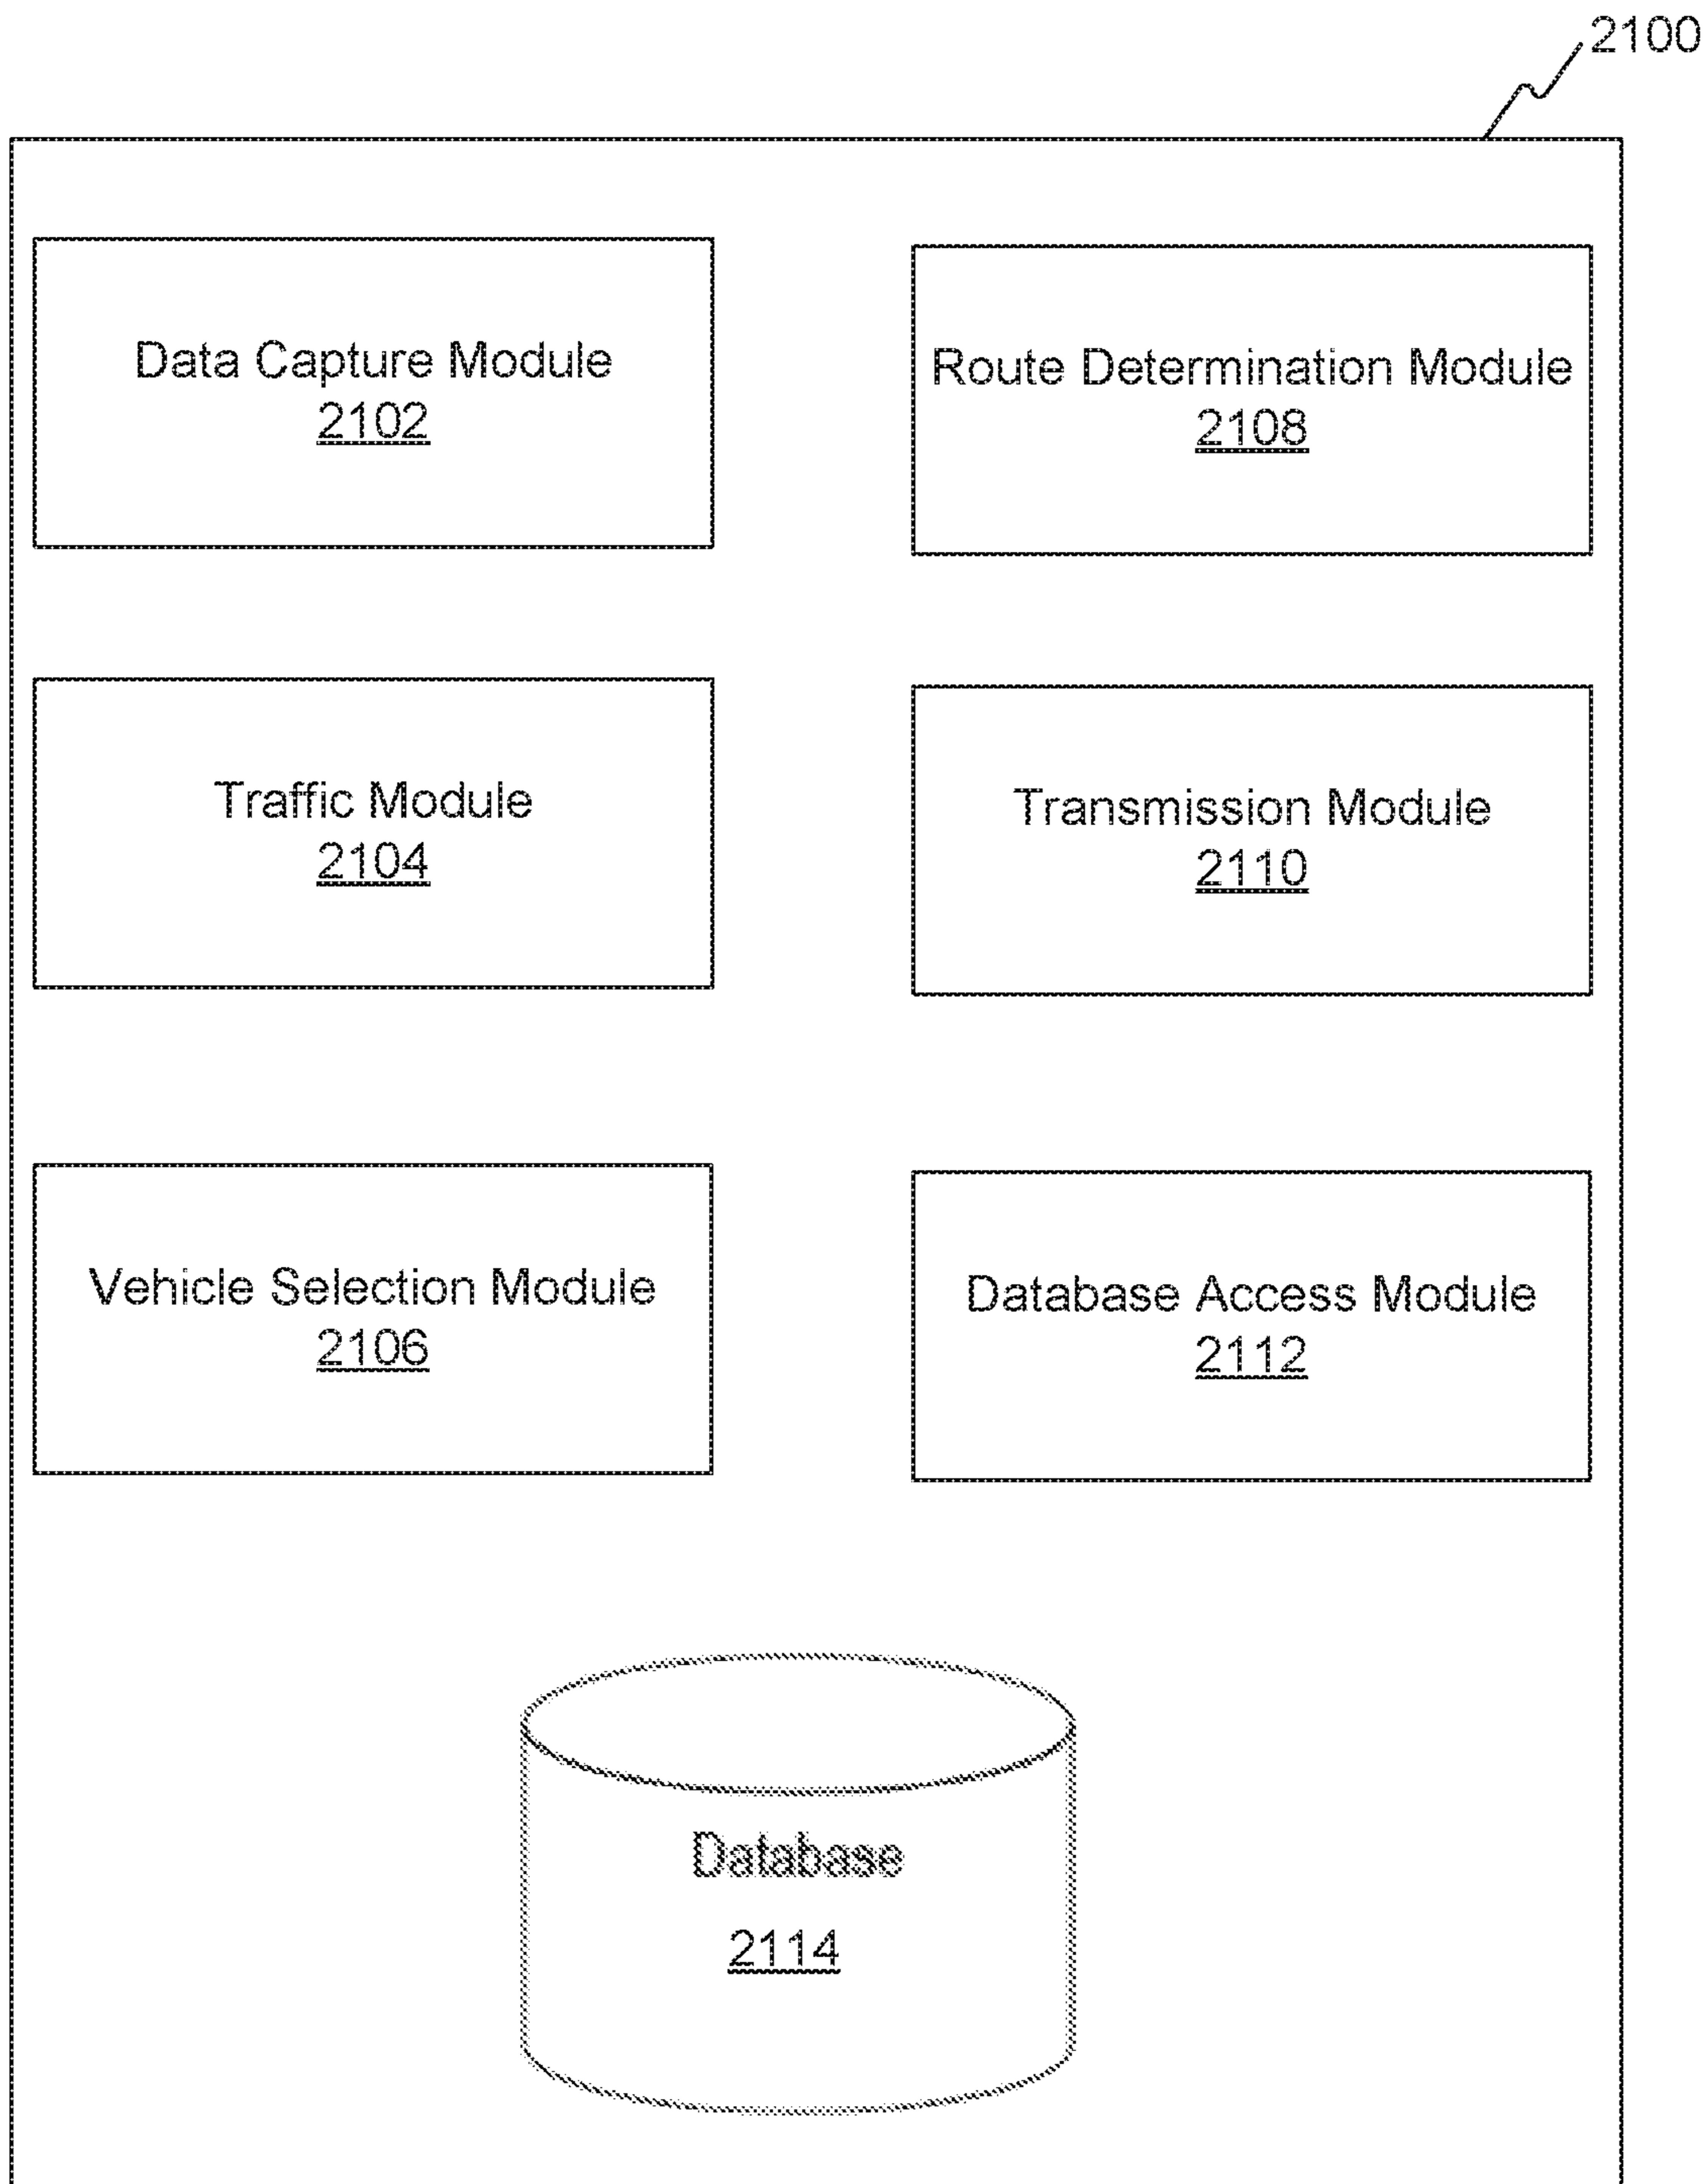 2100
Data Capture Module
2102
Route Determination Module
2108
Traffic Module
2104
Transmission Module
2110
Vehicle Selection Module
2106
Database Access Module
2112
Database
2114